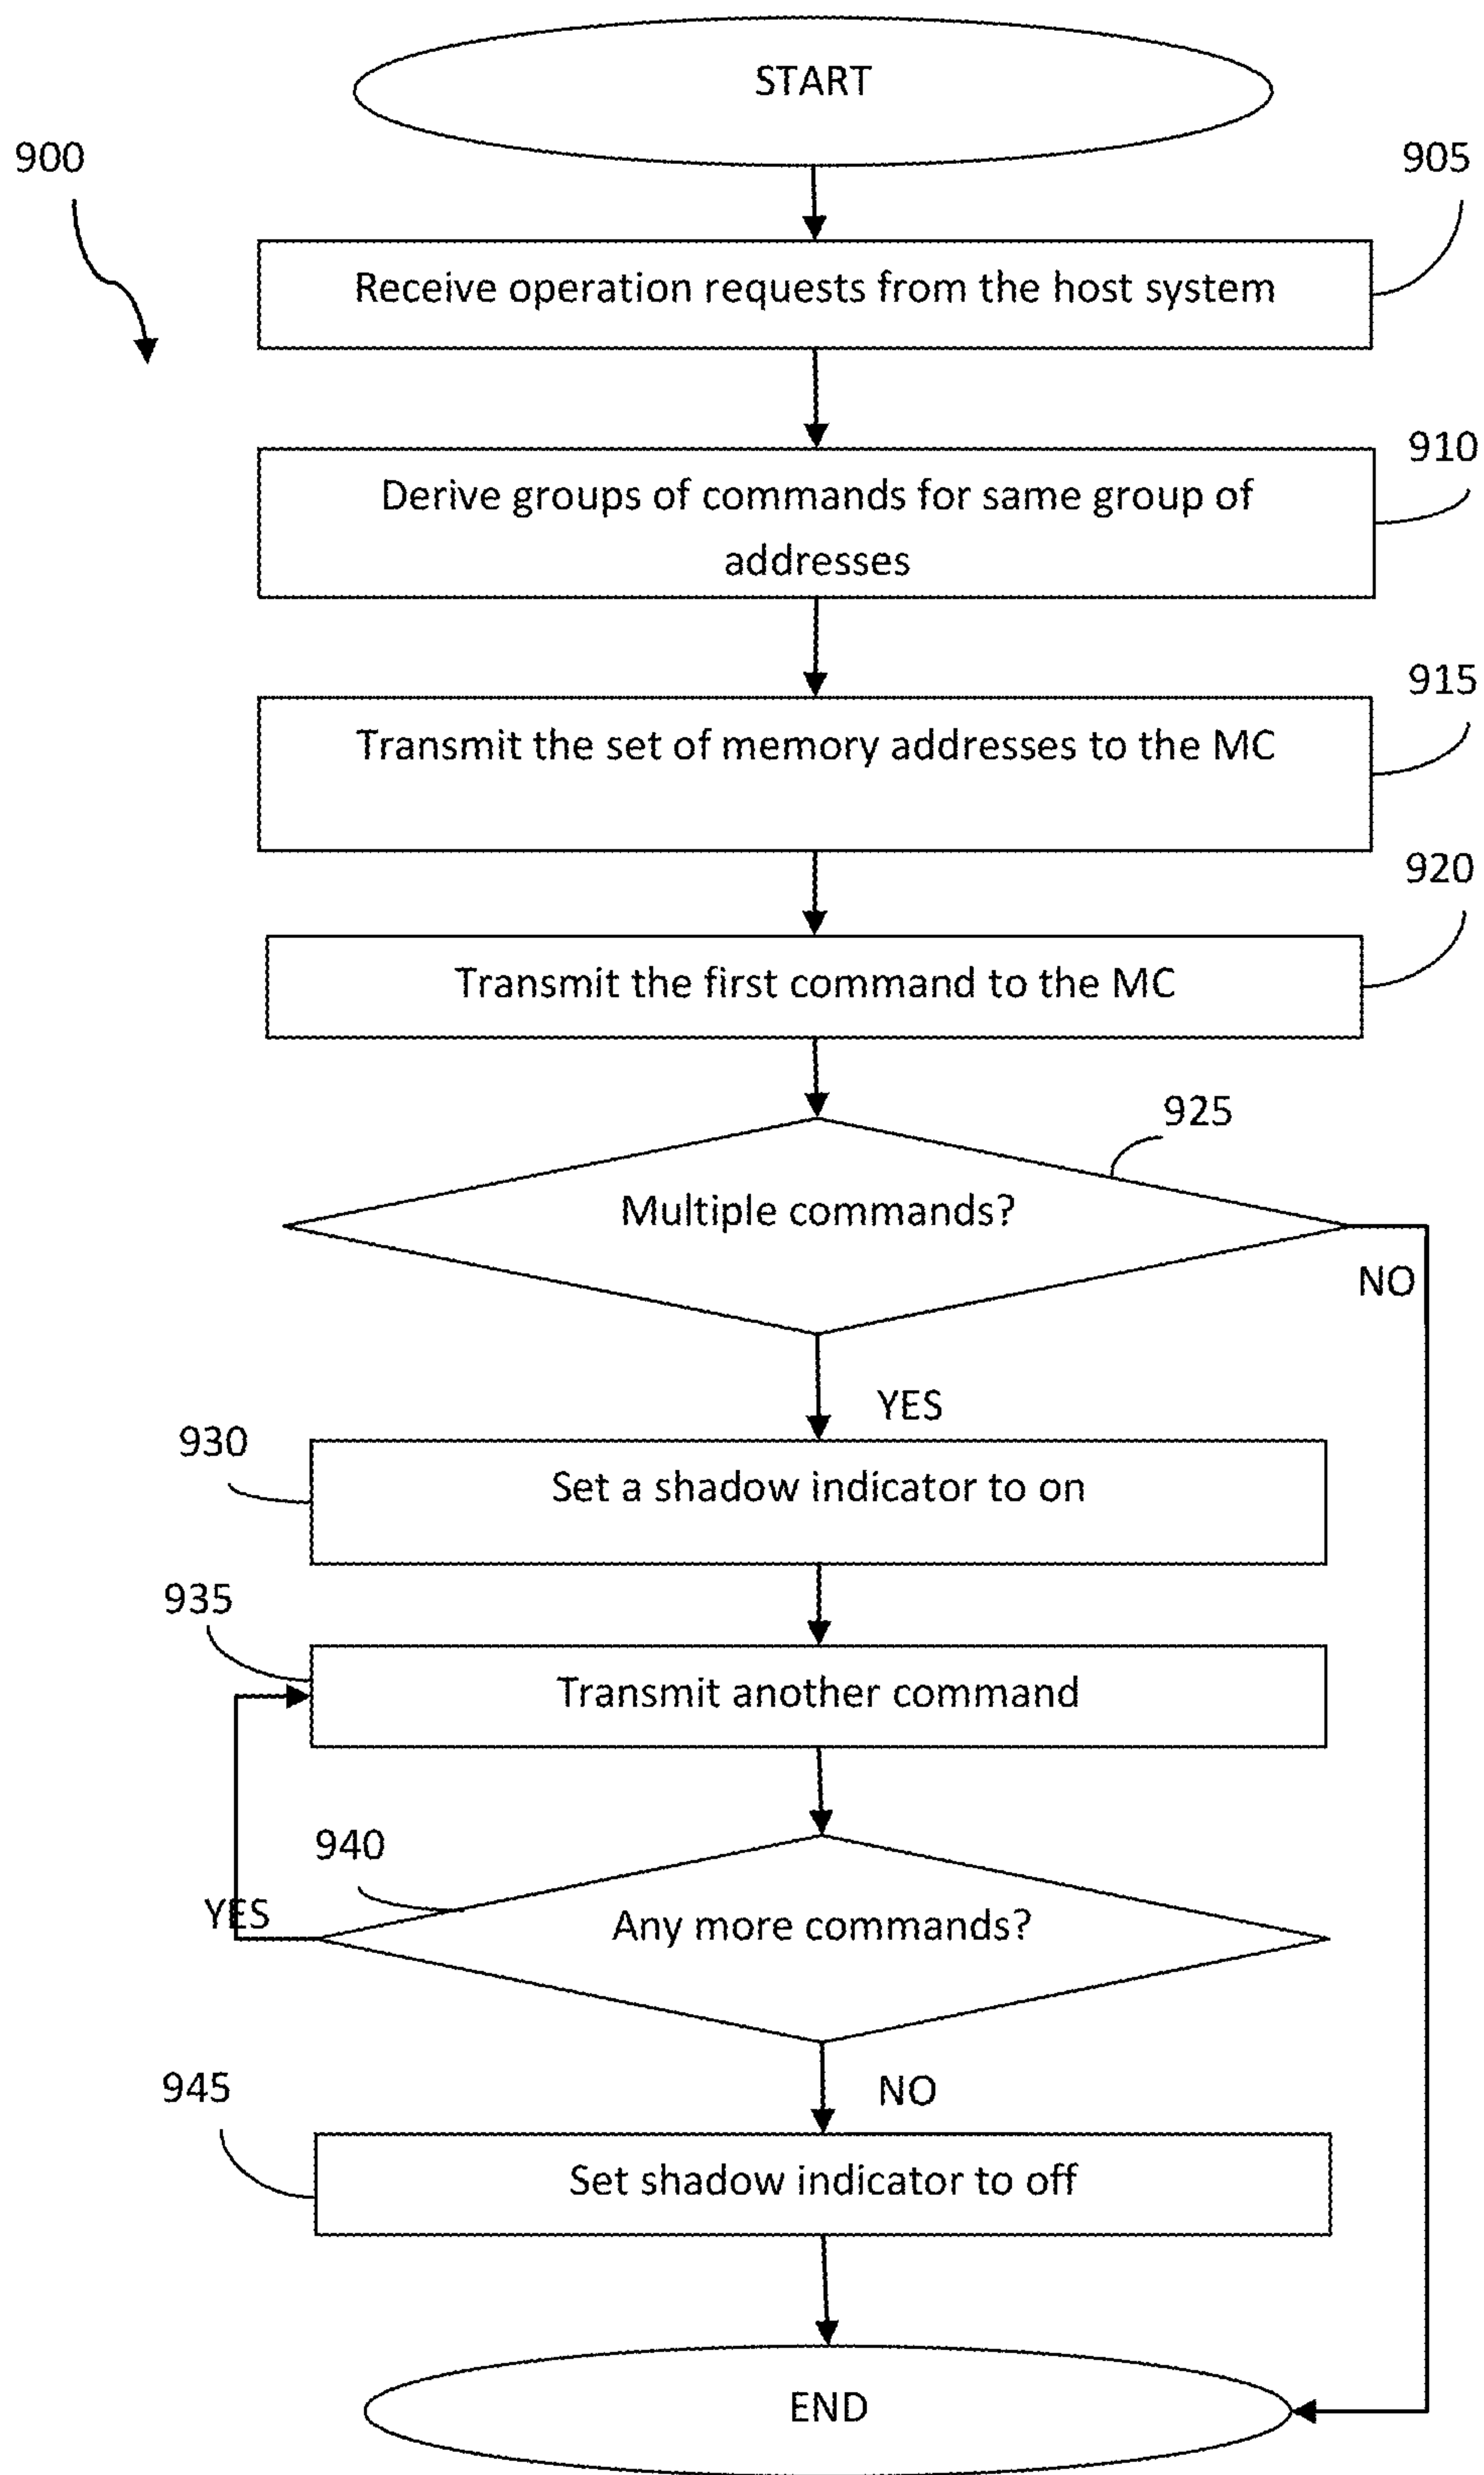 START
900
905
Receive operation requests from the host system
910
Derive groups of commands for same group of
addresses
915
Transmit the set of memory addresses to the MC
920
Transmit the first command to the MC
925
Multiple commands?
NO
YES
930
Set a shadow indicator to on
935
Transmit another command
940
YES
Any more commands?
NO
945
Set shadow indicator to off
END